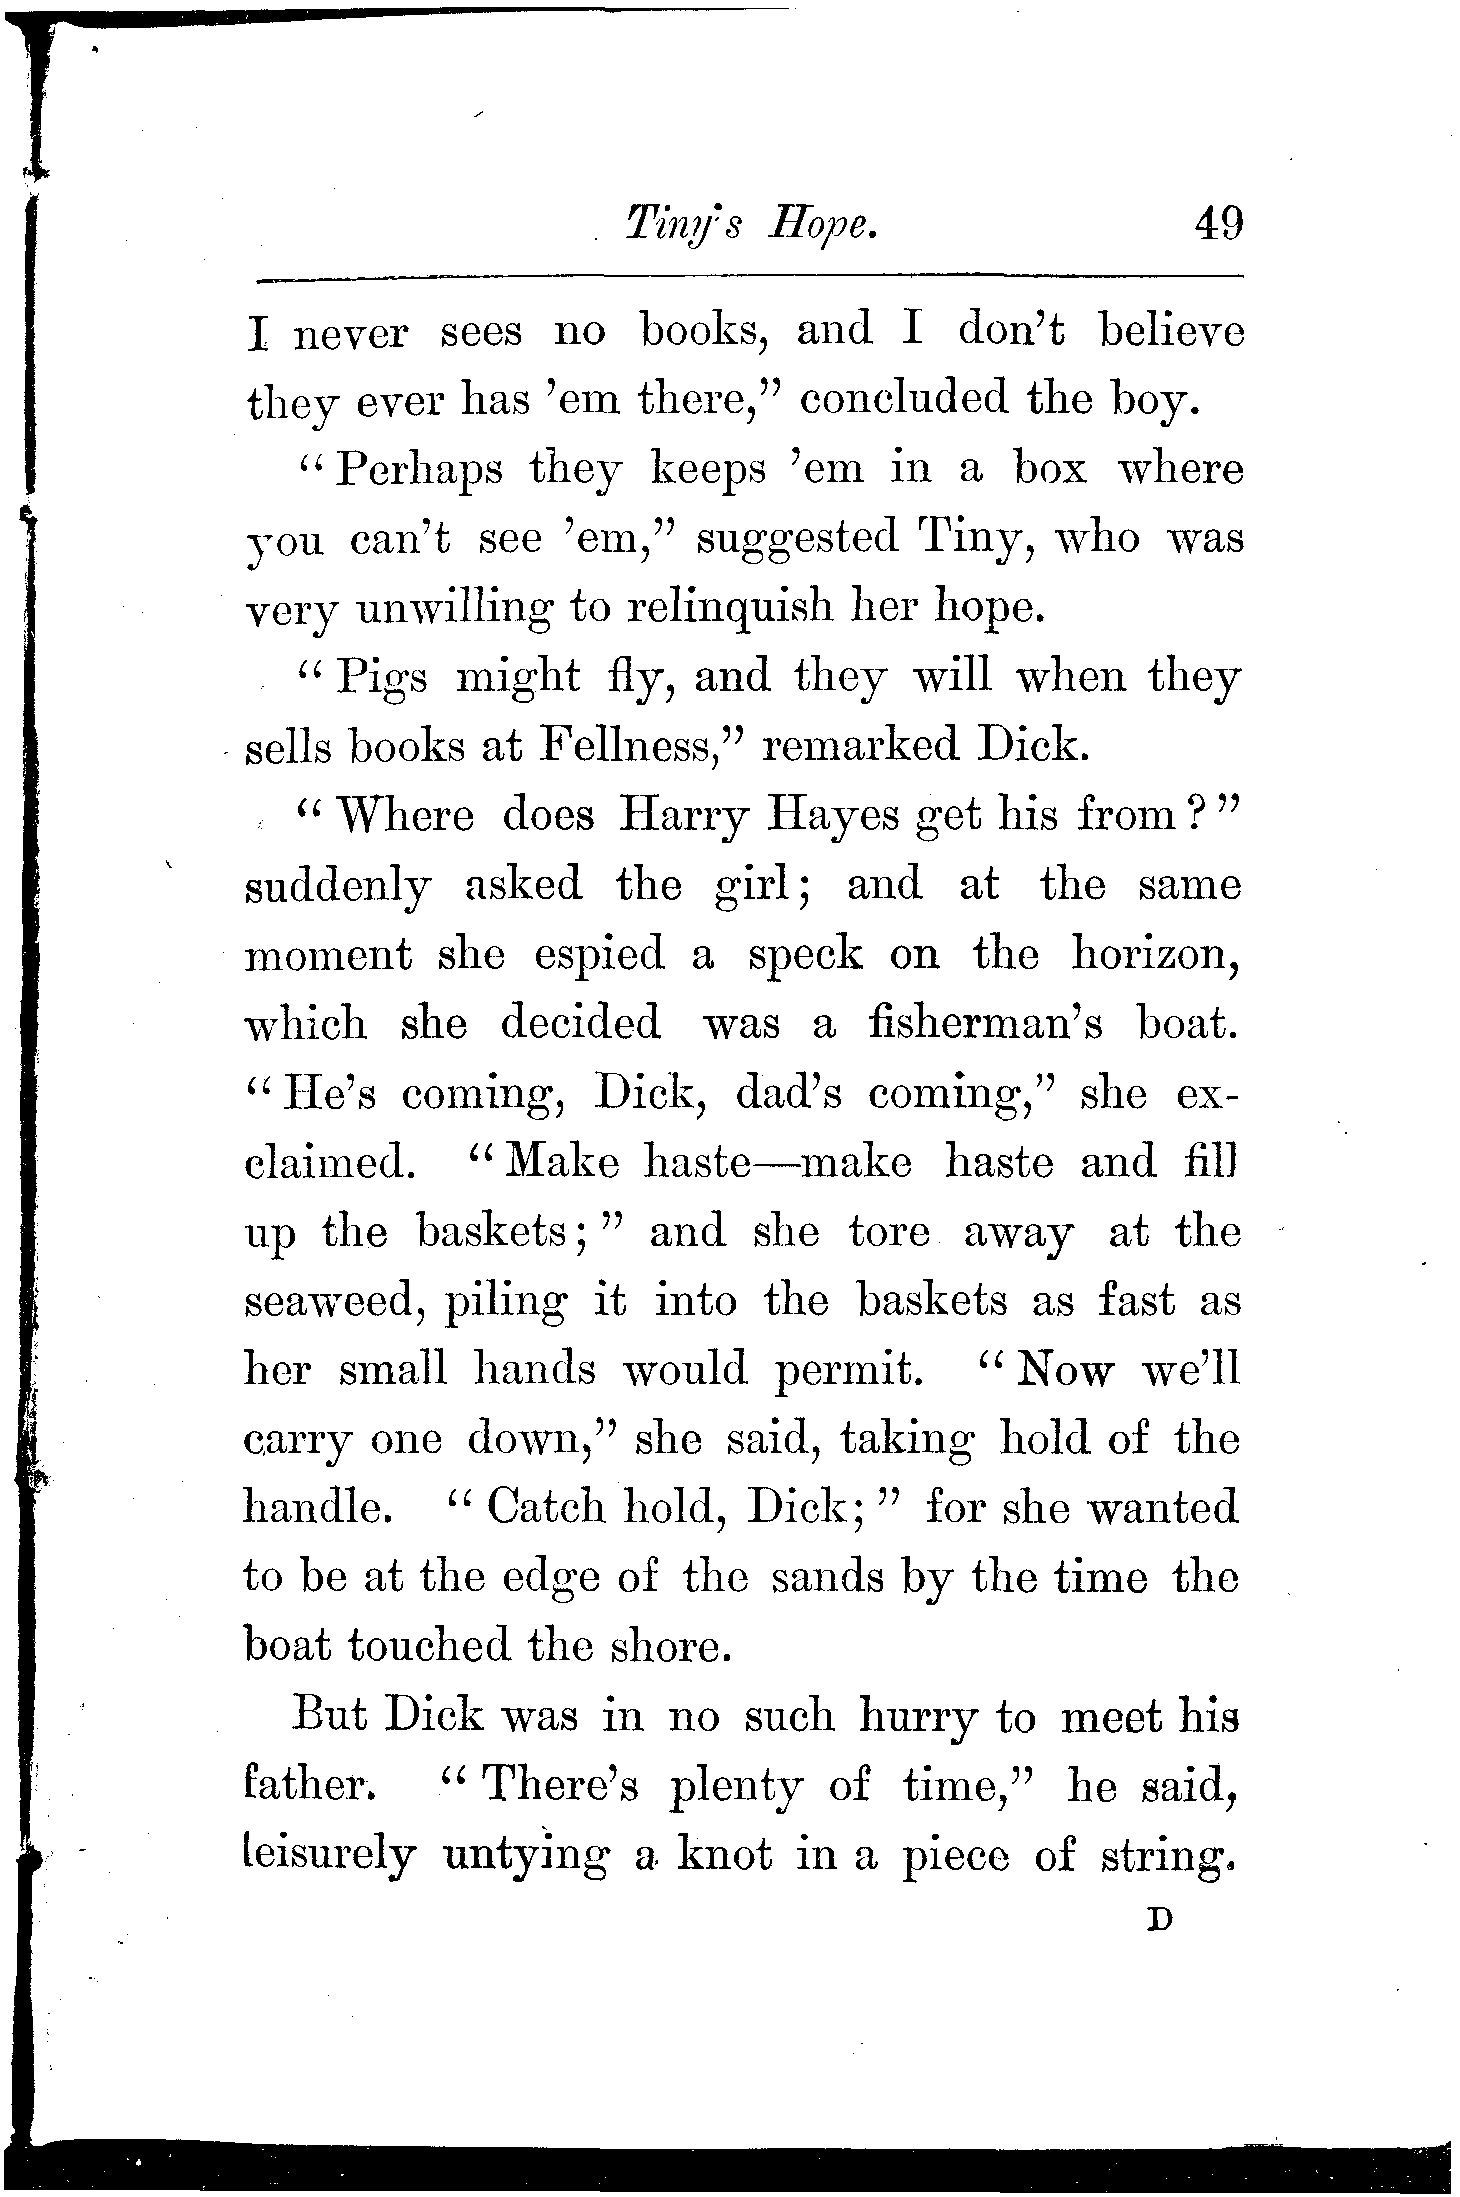 Tiny's Hope. 49
I never sees no books, and I don't believe
they ever has 'em there,” concluded the boy.
“Perhaps they keeps 'em in a box where
you can't see 'em,” suggested Tiny, who was
very unwilling to relinquish her hope.
“Pigs might fly, and they will when they
sells books at Fellness,” remarked Dick.
“Where does Harry Hayes get his from?”
suddenly asked the girl; and at the same
moment she espied a speck on the horizon,
which she decided was a fisherman's boat.
“He's coming, Dick, dad's coming,” she ex-
claimed. “Make haste—make haste and fill
up the baskets;” and she tore away at the
seaweed, piling it into the baskets as fast as
her small hands would permit. “Now we'll
carry one down,” she said, taking hold of the
handle. “Catch hold, Dick;” for she wanted
to be at the edge of the sands by the time the
boat touched the shore.
But Dick was in no such hurry to meet his
father. “There's plenty of time,” he said,
leisurely untying a knot in a piece of string.
D